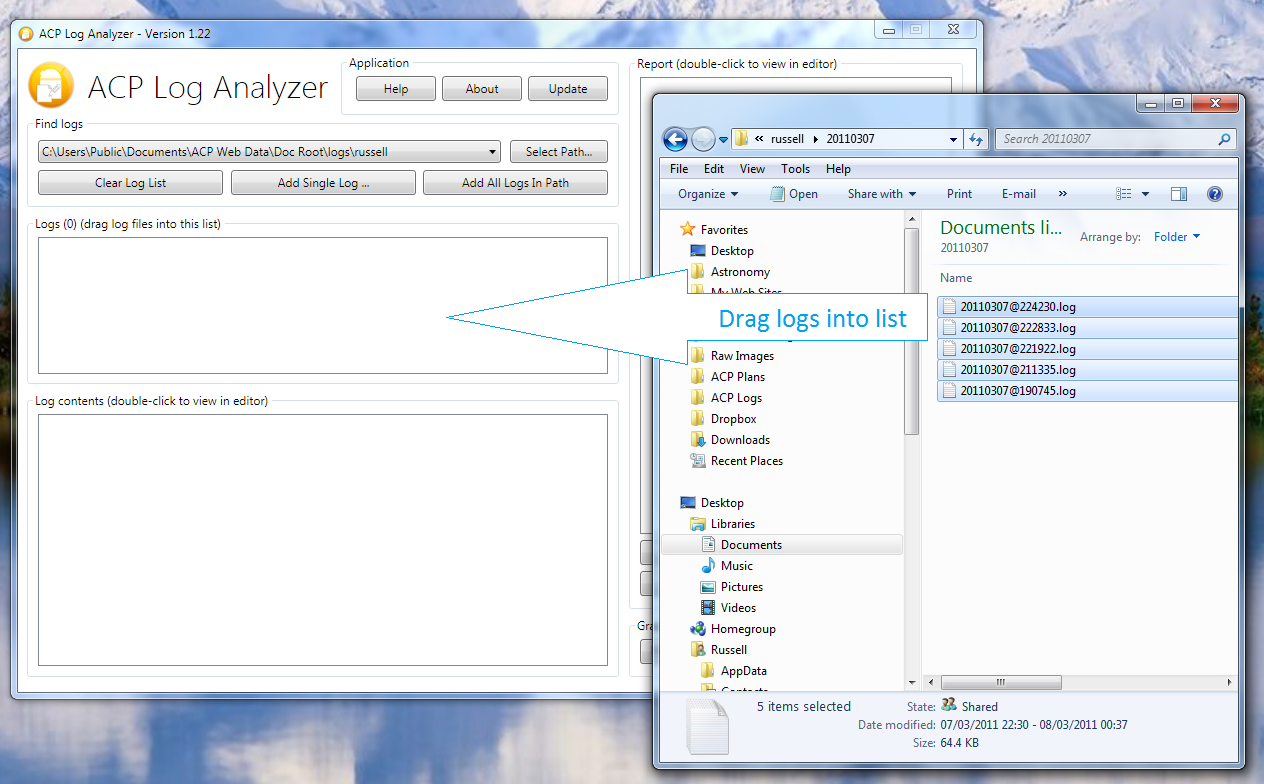 ACP Log Analyzer - Version 1.22
ACP Log Analyzer
Application
Help
About
Update
Find logs
C:\Users\Public\Documents\ACP Web Data\Doc Root\logs\russell
Select Path...
Clear Log List
Add Single Log ...
Add All Logs In Path
Logs (0) (drag log files into this list)
Log contents (double-click to view in editor)
Report (double-click to view in editor)
Gra
« russell ▸ 20110307
Search 20110307
File Edit View Tools Help
Organize Open Share with Print E-mail »
Favorites
Desktop
Astronomy
My Web Sites
Drag logs into list
Raw Images
ACP Plans
ACP Logs
Dropbox
Downloads
Recent Places
Desktop
Libraries
Documents
Music
Pictures
Videos
Homegroup
Russell
AppData
Contacts
Documents li...
20110307
Arrange by: Folder
Name
20110307@224230.log
20110307@222833.log
20110307@221922.log
20110307@211335.log
20110307@190745.log
5 items selected
State: Shared
Date modified: 07/03/2011 22:30 - 08/03/2011 00:37
Size: 64.4 KB